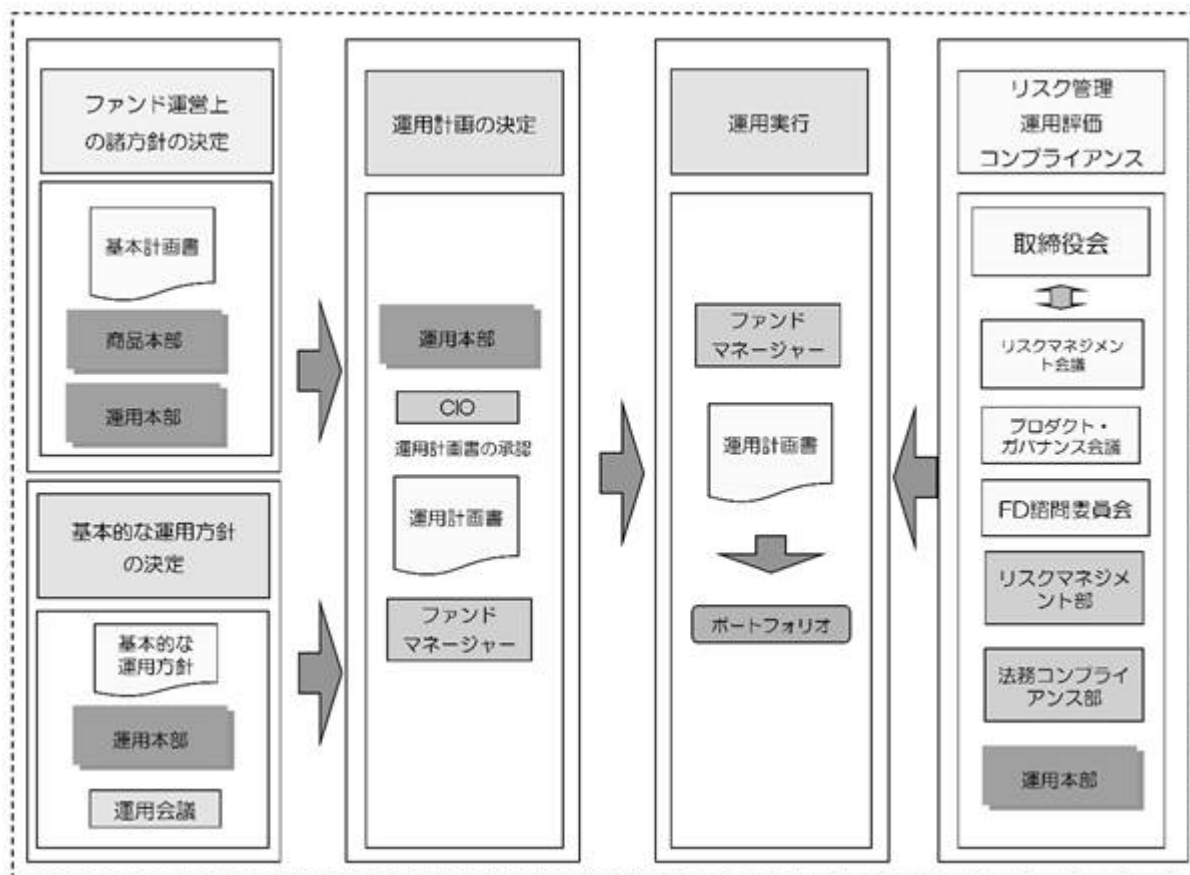 ファンド運営上
の諸方針の決定
基本計画書
商品本部
運用本部
基本的な運用方針
の決定
基本的な
運用方針
運用本部
運用会議
運用計画の決定
運用本部
CIO
運用計画書の承認
運用計画書
ファンド
マネージャー
運用実行
ファンド
マネージャー
運用計画書
ポートフォリオ
リスク管理
運用評価
コンプライアンス
取締役会
リスクマネジメン
ト会議
プロダクト・
ガバナンス会議
FD諮問委員会
リスクマネジメ
ント部
法務コンプライ
アンス部
運用本部